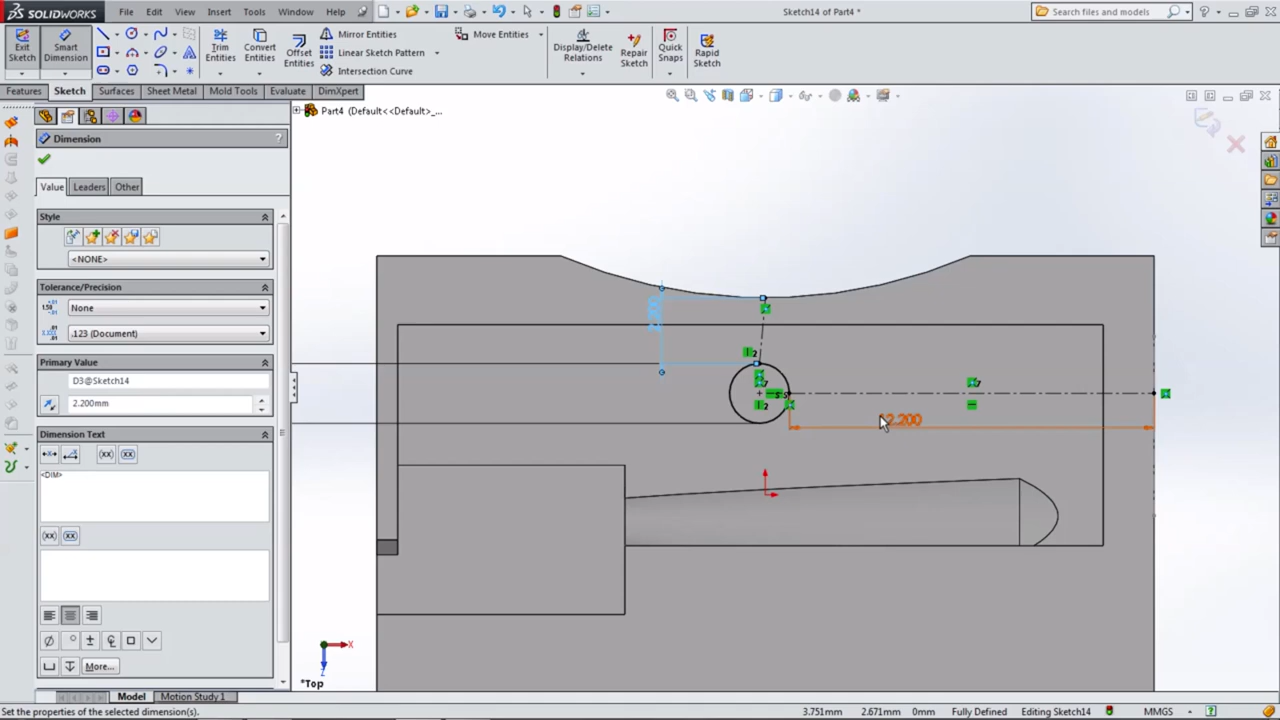 SOLIDWORKS
File Edit View Insert Tools Window Help
Sketch14 of Part4 *
Search files and models
Exit Sketch
Smart Dimension
Trim Entities
Convert Entities
Offset Entities
Mirror Entities
Linear Sketch Pattern
Intersection Curve
Move Entities
Display/Delete Relations
Repair Sketch
Quick Snaps
Rapid Sketch
Features Sketch Surfaces Sheet Metal Mold Tools Evaluate DimXpert
Part4 (Default<<Default>_...
Dimension ?
Value Leaders Other
Style
<NONE>
Tolerance/Precision
None
.123 (Document)
Primary Value
D3@Sketch14
2.200mm
Dimension Text
(xx) (xx)
<DIM>
(xx) (xx)
More...
2.200
X
Z
*Top
Model Motion Study 1
Set the properties of the selected dimension(s).
3.751mm 2.671mm 0mm Fully Defined Editing Sketch14 MMGS